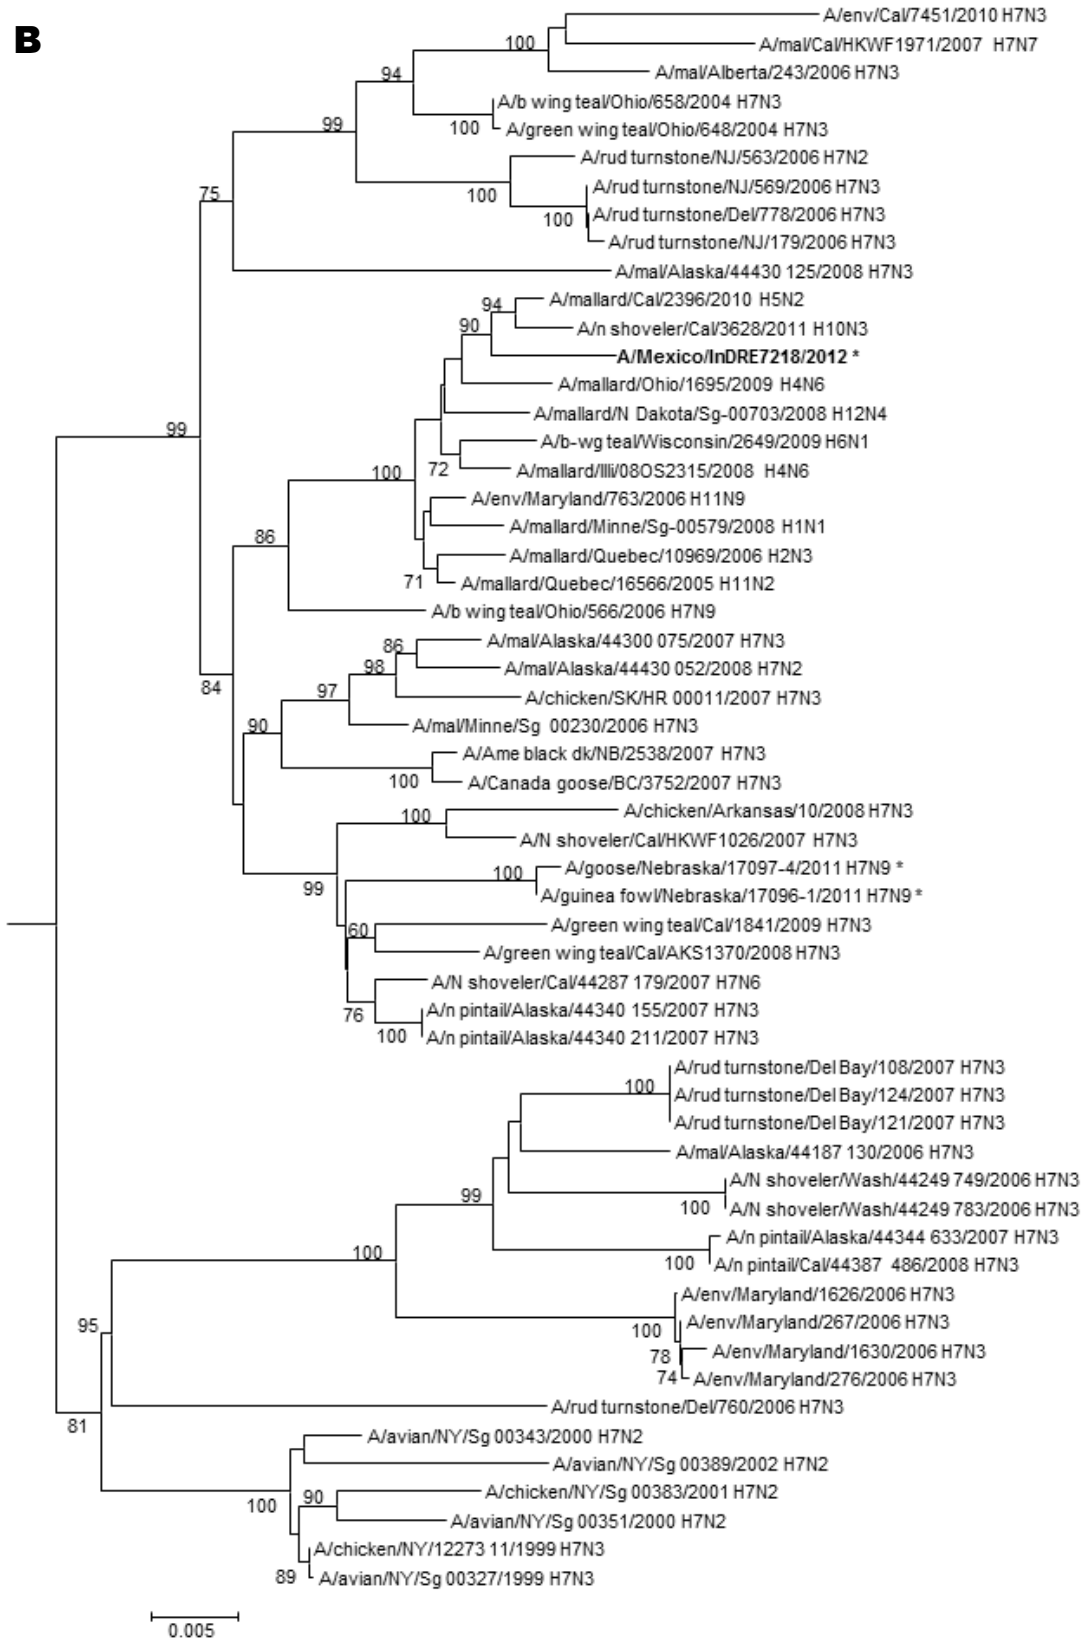 B
A/env/Cal/7451/2010 H7N3
100
A/mal/Cal/HKWF1971/2007 H7N7
A/mal/Alberta/243/2006 H7N3
94
A/b wing teal/Ohio/658/2004 H7N3
99
100
A/green wing teal/Ohio/648/2004 H7N3
A/rud turnstone/NJ/563/2006 H7N2
75
100
A/rud turnstone/NJ/569/2006 H7N3
100
A/rud turnstone/Del/778/2006 H7N3
A/rud turnstone/NJ/179/2006 H7N3
A/mal/Alaska/44430 125/2008 H7N3
94
A/mallard/Cal/2396/2010 H5N2
90
A/n shoveler/Cal/3628/2011 H10N3
A/Mexico/InDRE7218/2012 *
A/mallard/Ohio/1695/2009 H4N6
A/mallard/N Dakota/Sg-00703/2008 H12N4
99
A/b-wg teal/Wisconsin/2649/2009 H6N1
100
72
A/mallard/Illi/08OS2315/2008 H4N6
A/env/Maryland/763/2006 H11N9
86
A/mallard/Minne/Sg-00579/2008 H1N1
A/mallard/Quebec/10969/2006 H2N3
71
A/mallard/Quebec/16566/2005 H11N2
A/b wing teal/Ohio/566/2006 H7N9
86
A/mal/Alaska/44300 075/2007 H7N3
98
A/mal/Alaska/44430 052/2008 H7N2
84
97
A/chicken/SK/HR 00011/2007 H7N3
90
A/mal/Minne/Sg 00230/2006 H7N3
A/Ame black dk/NB/2538/2007 H7N3
100
A/Canada goose/BC/3752/2007 H7N3
100
A/chicken/Arkansas/10/2008 H7N3
A/N shoveler/Cal/HKWF1026/2007 H7N3
99
100
A/goose/Nebraska/17097-4/2011 H7N9 *
A/guinea fowl/Nebraska/17096-1/2011 H7N9 *
60
A/green wing teal/Cal/1841/2009 H7N3
A/green wing teal/Cal/AKS1370/2008 H7N3
A/N shoveler/Cal/44287 179/2007 H7N6
76
A/n pintail/Alaska/44340 155/2007 H7N3
100
A/n pintail/Alaska/44340 211/2007 H7N3
A/rud turnstone/Del Bay/108/2007 H7N3
100
A/rud turnstone/Del Bay/124/2007 H7N3
A/rud turnstone/Del Bay/121/2007 H7N3
A/mal/Alaska/44187 130/2006 H7N3
99
A/N shoveler/Wash/44249 749/2006 H7N3
100
A/N shoveler/Wash/44249 783/2006 H7N3
100
A/n pintail/Alaska/44344 633/2007 H7N3
100
A/n pintail/Cal/44387 486/2008 H7N3
A/env/Maryland/1626/2006 H7N3
95
100
A/env/Maryland/267/2006 H7N3
78
A/env/Maryland/1630/2006 H7N3
74
A/env/Maryland/276/2006 H7N3
A/rud turnstone/Del/760/2006 H7N3
81
A/avian/NY/Sg 00343/2000 H7N2
A/avian/NY/Sg 00389/2002 H7N2
100
90
A/chicken/NY/Sg 00383/2001 H7N2
A/avian/NY/Sg 00351/2000 H7N2
A/chicken/NY/12273 11/1999 H7N3
89
A/avian/NY/Sg 00327/1999 H7N3
0.005